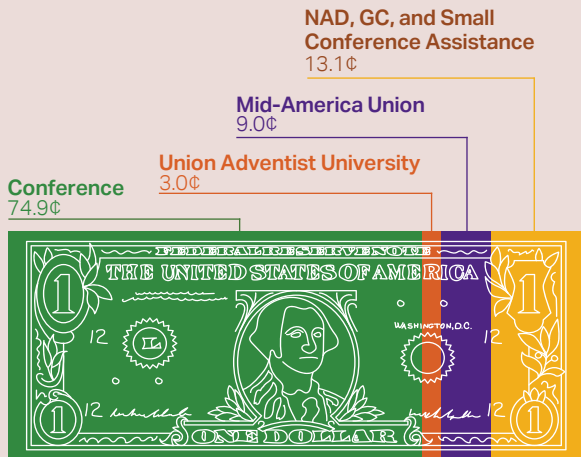 NAD, GC, and Small
Conference Assistance
13.1¢
Mid-America Union
9.0¢
Union Adventist University
3.0¢
Conference
74.9¢
FEDERAL RESERVE NOTE
THE UNITED STATES OF AMERICA
1
1
WASHINGTON, D.C.
12
12
L
12
12
1
1
ONE DOLLAR